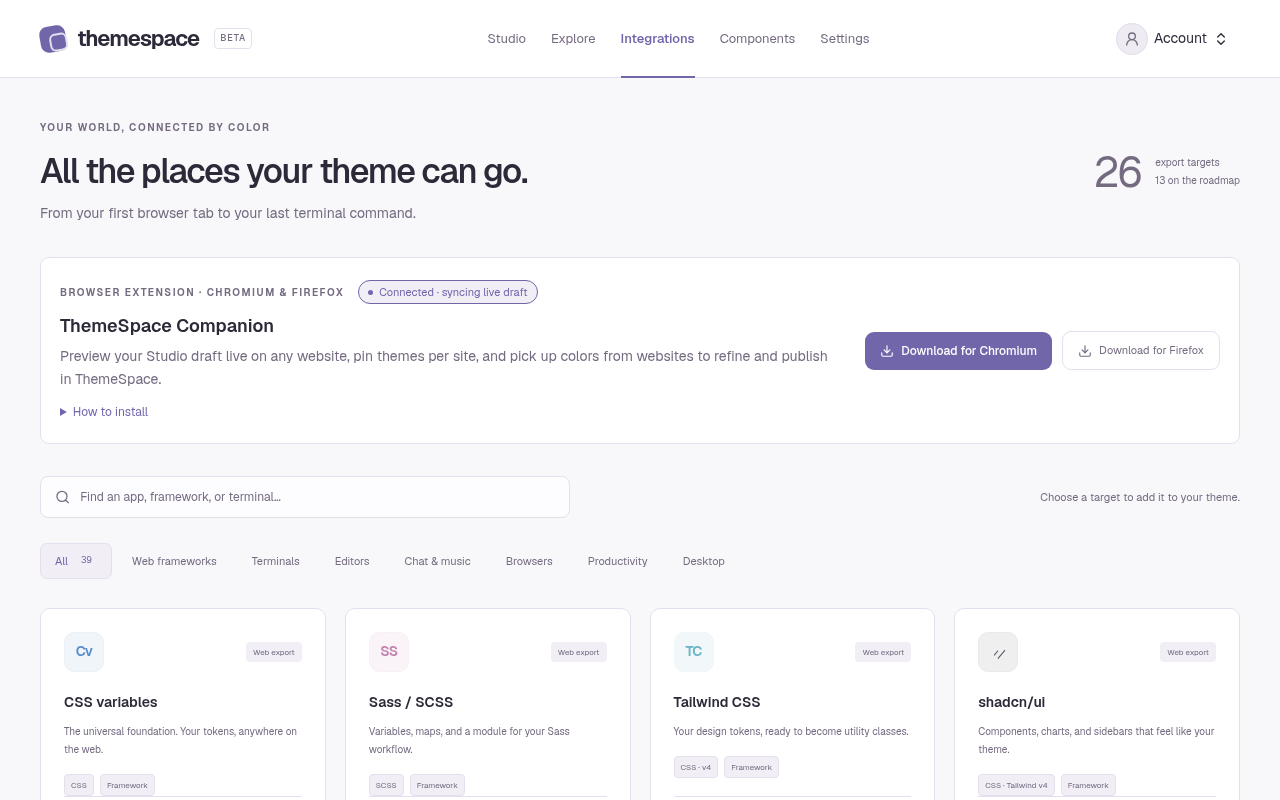 themespace
BETA
Studio
Explore
Integrations
Components
Settings
Account
YOUR WORLD, CONNECTED BY COLOR
All the places your theme can go.
From your first browser tab to your last terminal command.
26
export targets
13 on the roadmap
BROWSER EXTENSION · CHROMIUM & FIREFOX
Connected · syncing live draft
ThemeSpace Companion
Preview your Studio draft live on any website, pin themes per site, and pick up colors from websites to refine and publish
in ThemeSpace.
How to install
Download for Chromium
Download for Firefox
Find an app, framework, or terminal…
Choose a target to add it to your theme.
All 39
Web frameworks
Terminals
Editors
Chat & music
Browsers
Productivity
Desktop
Cv
Web export
CSS variables
The universal foundation. Your tokens, anywhere on
the web.
CSS
Framework
SS
Web export
Sass / SCSS
Variables, maps, and a module for your Sass
workflow.
SCSS
Framework
TC
Web export
Tailwind CSS
Your design tokens, ready to become utility classes.
CSS · v4
Framework
Web export
shadcn/ui
Components, charts, and sidebars that feel like your
theme.
CSS · Tailwind v4
Framework